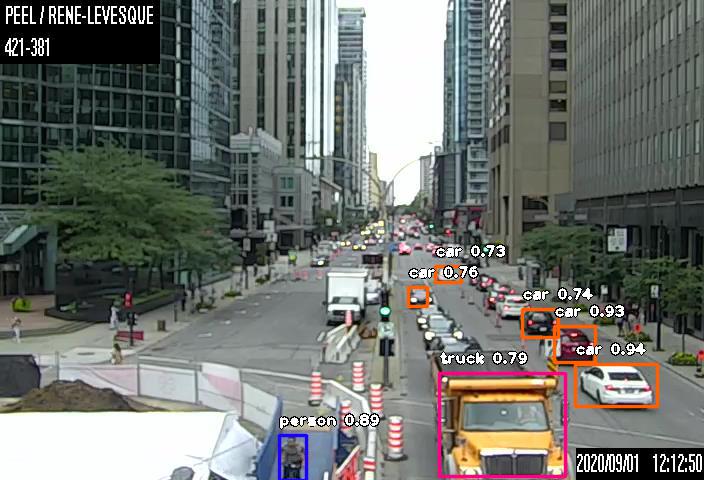 PEEL / RENE-LEVESQUE
421-381
car 0.73
car 0.76
car 0.74
car 0.93
car 0.94
truck 0.79
person 0.89
2020/09/01 12:12:50